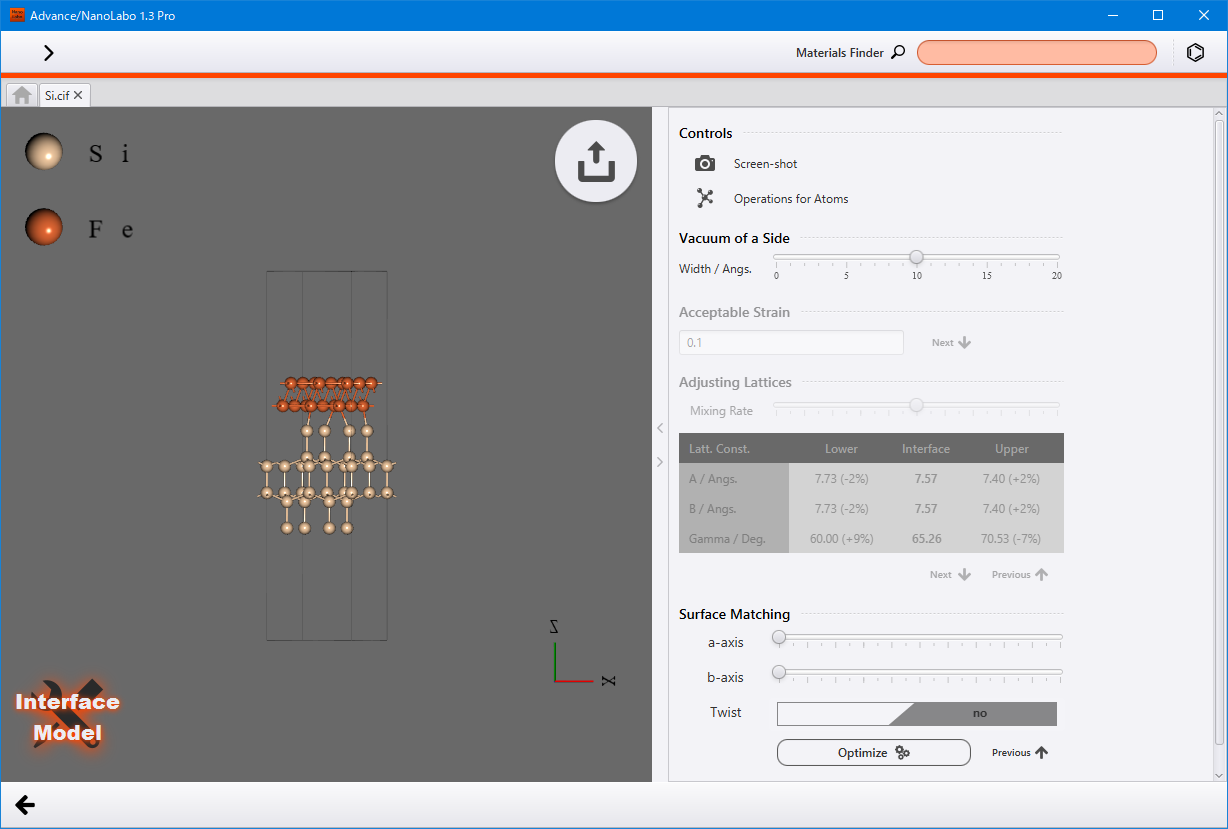 Advance/NanoLabo 1.3 Pro
Materials Finder
Si.cif
Si
Fe
Z
X
Interface
Model
Controls
Screen-shot
Operations for Atoms
Vacuum of a Side
Width / Angs.
0 5 10 15 20
Acceptable Strain
0.1 Next
Adjusting Lattices
Mixing Rate
Latt. Const. Lower Interface Upper
A / Angs. 7.73 (-2%) 7.57 7.40 (+2%)
B / Angs. 7.73 (-2%) 7.57 7.40 (+2%)
Gamma / Deg. 60.00 (+9%) 65.26 70.53 (-7%)
Next Previous
Surface Matching
a-axis
b-axis
Twist no
Optimize Previous